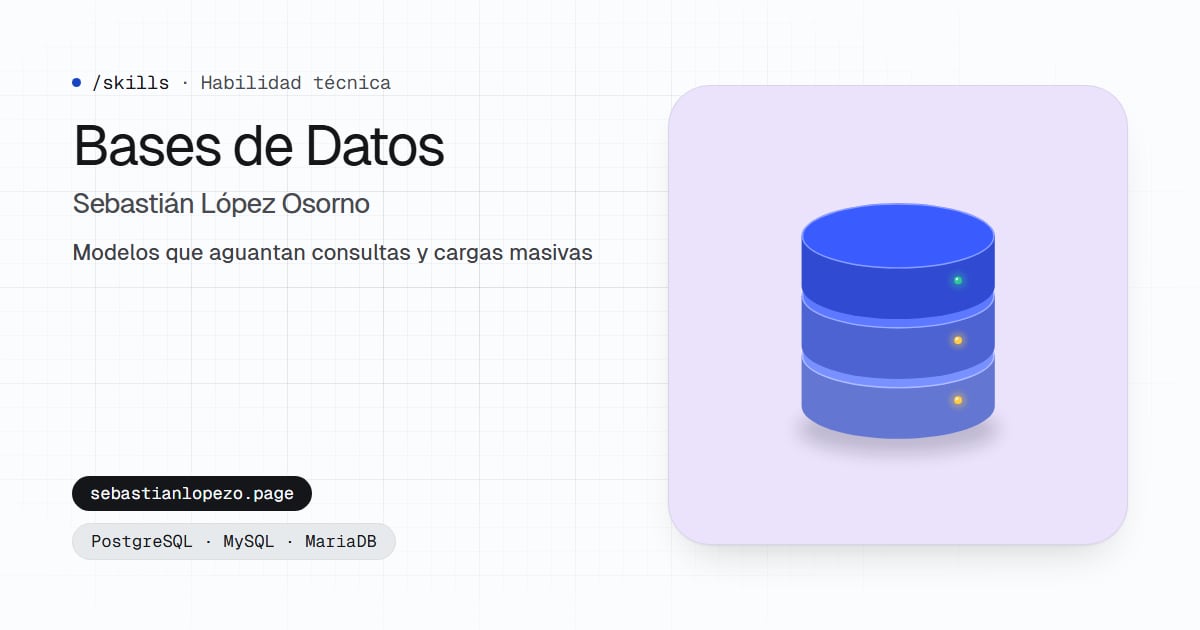 /skills · Habilidad técnica
Bases de Datos
Sebastián López Osorno
Modelos que aguantan consultas y cargas masivas
sebastianlopezo.page
PostgreSQL · MySQL · MariaDB